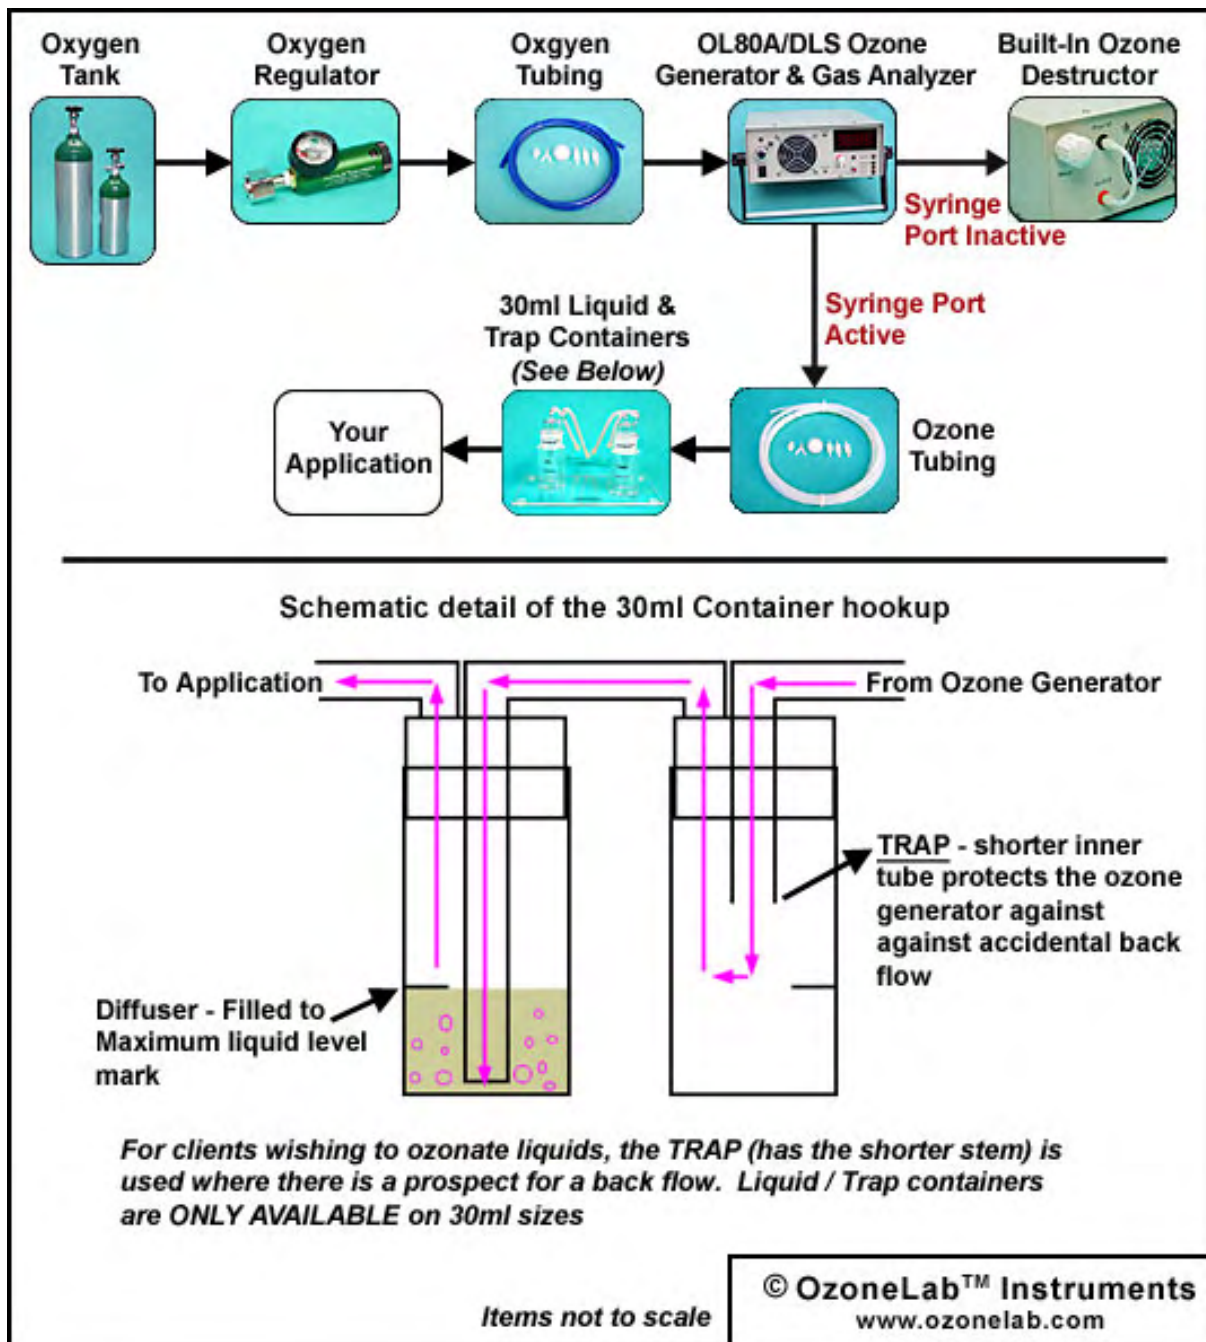 Oxygen
Tank
Oxygen
Regulator
Oxgyen
Tubing
OL80A/DLS Ozone
Generator & Gas Analyzer
Built-In Ozone
Destructor
Syringe
Port Inactive
Syringe Port
Active
30ml Liquid &
Trap Containers
(See Below)
Your
Application
Ozone
Tubing
Schematic detail of the 30ml Container hookup
To Application
From Ozone Generator
TRAP - shorter inner
tube protects the ozone
generator against
against accidental back
flow
Diffuser - Filled to
Maximum liquid level
mark
For clients wishing to ozonate liquids, the TRAP (has the shorter stem) is
used where there is a prospect for a back flow. Liquid / Trap containers
are ONLY AVAILABLE on 30ml sizes
Items not to scale
© OzoneLab™ Instruments
www.ozonelab.com